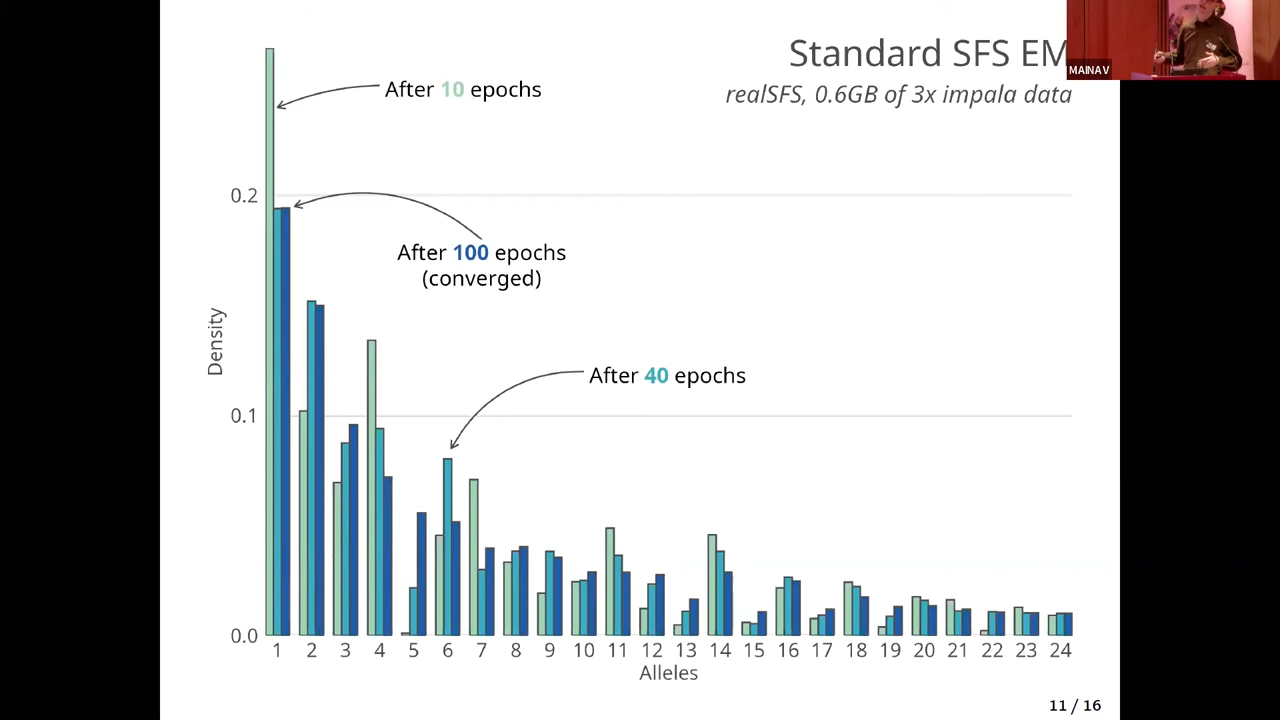 Standard SFS EM
MAINAV
realSFS, 0.6GB of 3x impala data
After 10 epochs
After 100 epochs
(converged)
After 40 epochs
Density
0.2
0.1
0.0
1 2 3 4 5 6 7 8 9 10 11 12 13 14 15 16 17 18 19 20 21 22 23 24
Alleles
11 / 16